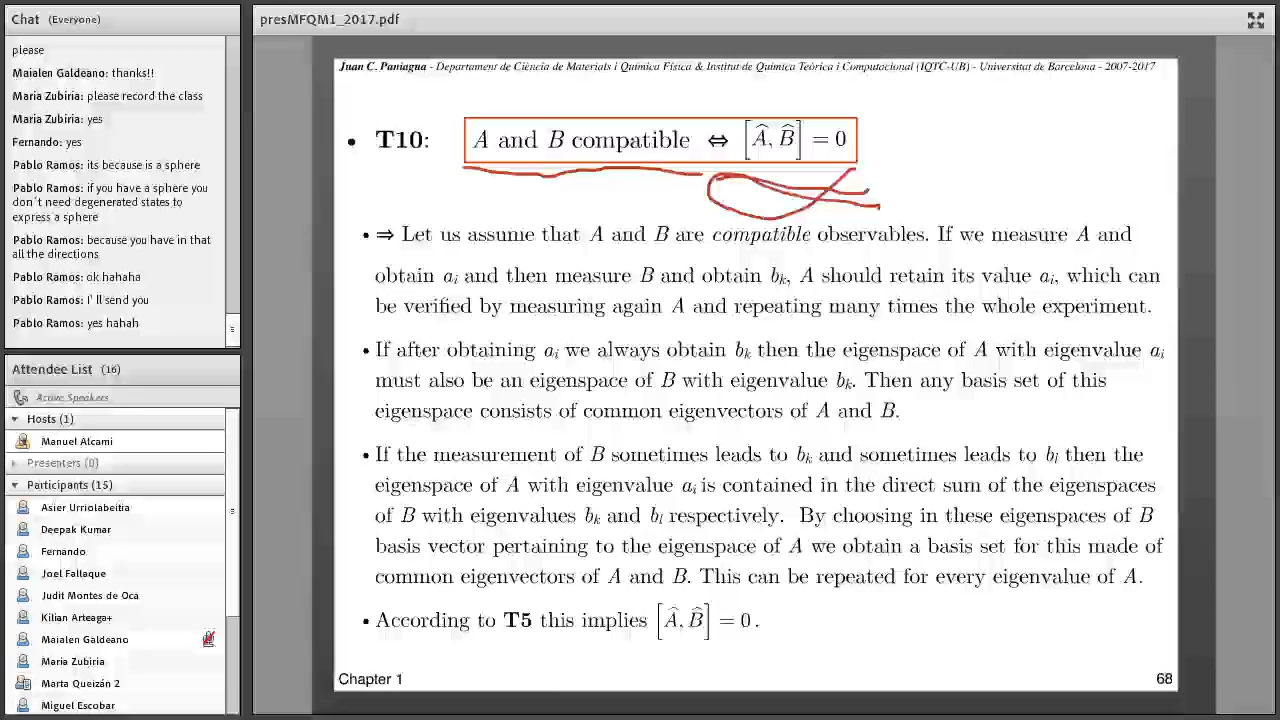 Chat (Everyone)
please
Maialen Galdeano: thanks!!
Maria Zubiria: please record the class
Maria Zubiria: yes
Fernando: yes
Pablo Ramos: its because is a sphere
Pablo Ramos: if you have a sphere you
don´t need degenerated states to
express a sphere
Pablo Ramos: because you have in that
all the directions
Pablo Ramos: ok hahaha
Pablo Ramos: I´ ll send you
Pablo Ramos: yes hahah
Attendee List (16)
Active Speakers
Hosts (1)
Manuel Alcami
Presenters (0)
Participants (15)
Asier Urriolabeitia
Deepak Kumar
Fernando
Joel Fallaque
Judit Montes de Oca
Kilian Arteaga+
Maialen Galdeano
Maria Zubiria
Marta Queizán 2
Miguel Escobar
presMFQM1_2017.pdf
Juan C. Paniagua - Departament de Ciència de Materials i Química Física & Institut de Química Teòrica i Computacional (IQTC-UB) - Universitat de Barcelona - 2007-2017
• T10: A and B compatible ⇔ [Â, B̂] = 0
• ⇒ Let us assume that A and B are compatible observables. If we measure A and
obtain aᵢ and then measure B and obtain bₖ, A should retain its value aᵢ, which can
be verified by measuring again A and repeating many times the whole experiment.
• If after obtaining aᵢ we always obtain bₖ then the eigenspace of A with eigenvalue aᵢ
must also be an eigenspace of B with eigenvalue bₖ. Then any basis set of this
eigenspace consists of common eigenvectors of A and B.
• If the measurement of B sometimes leads to bₖ and sometimes leads to bₗ then the
eigenspace of A with eigenvalue aᵢ is contained in the direct sum of the eigenspaces
of B with eigenvalues bₖ and bₗ respectively. By choosing in these eigenspaces of B
basis vector pertaining to the eigenspace of A we obtain a basis set for this made of
common eigenvectors of A and B. This can be repeated for every eigenvalue of A.
• According to T5 this implies [Â, B̂] = 0 .
Chapter 1
68